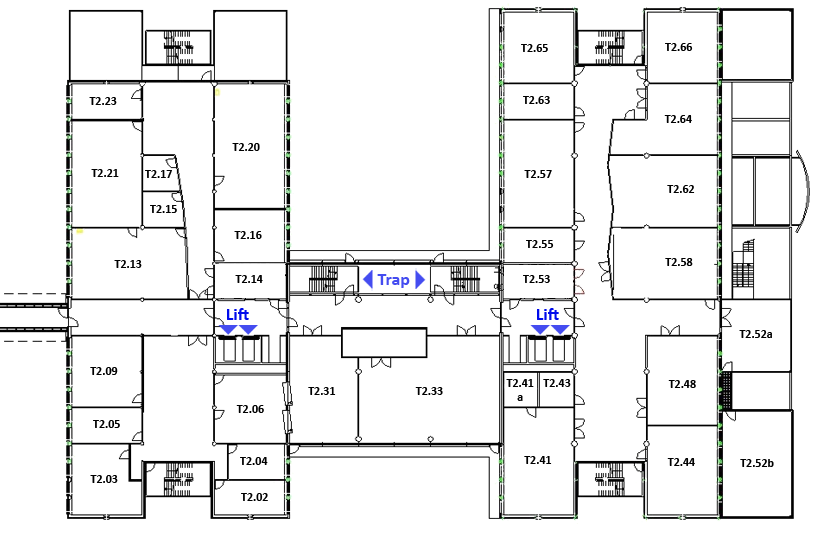 T2.65
T2.66
T2.23
T2.63
T2.64
T2.20
T2.21
T2.17
T2.57
T2.62
T2.15
T2.16
T2.55
T2.13
T2.58
T2.14
Trap
T2.53
Lift
Lift
T2.52a
T2.09
T2.31
T2.33
T2.41
a
T2.43
T2.48
T2.06
T2.05
T2.41
T2.04
T2.44
T2.52b
T2.03
T2.02